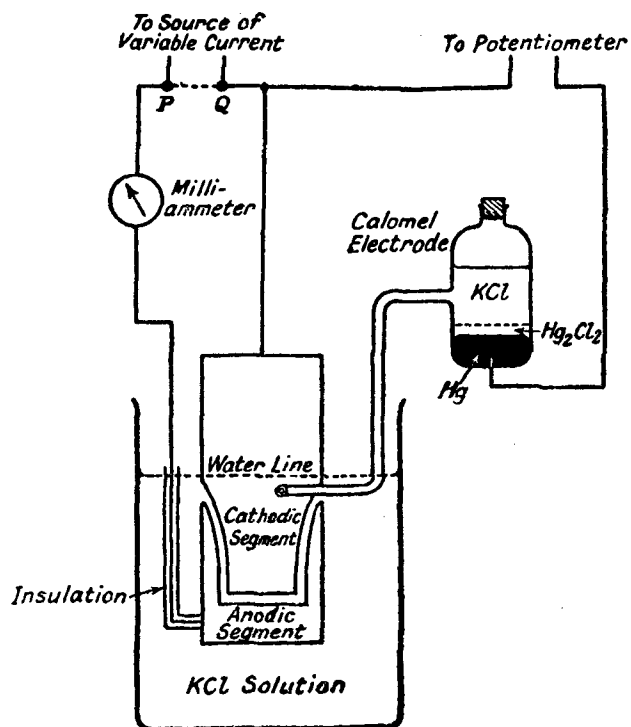 To Source of
Variable Current
To Potentiometer
P Q
Milli-
ammeter
Calomel
Electrode
KCl
Hg₂Cl₂
Hg
Water Line
Cathodic
Segment
Insulation
Anodic
Segment
KCl Solution